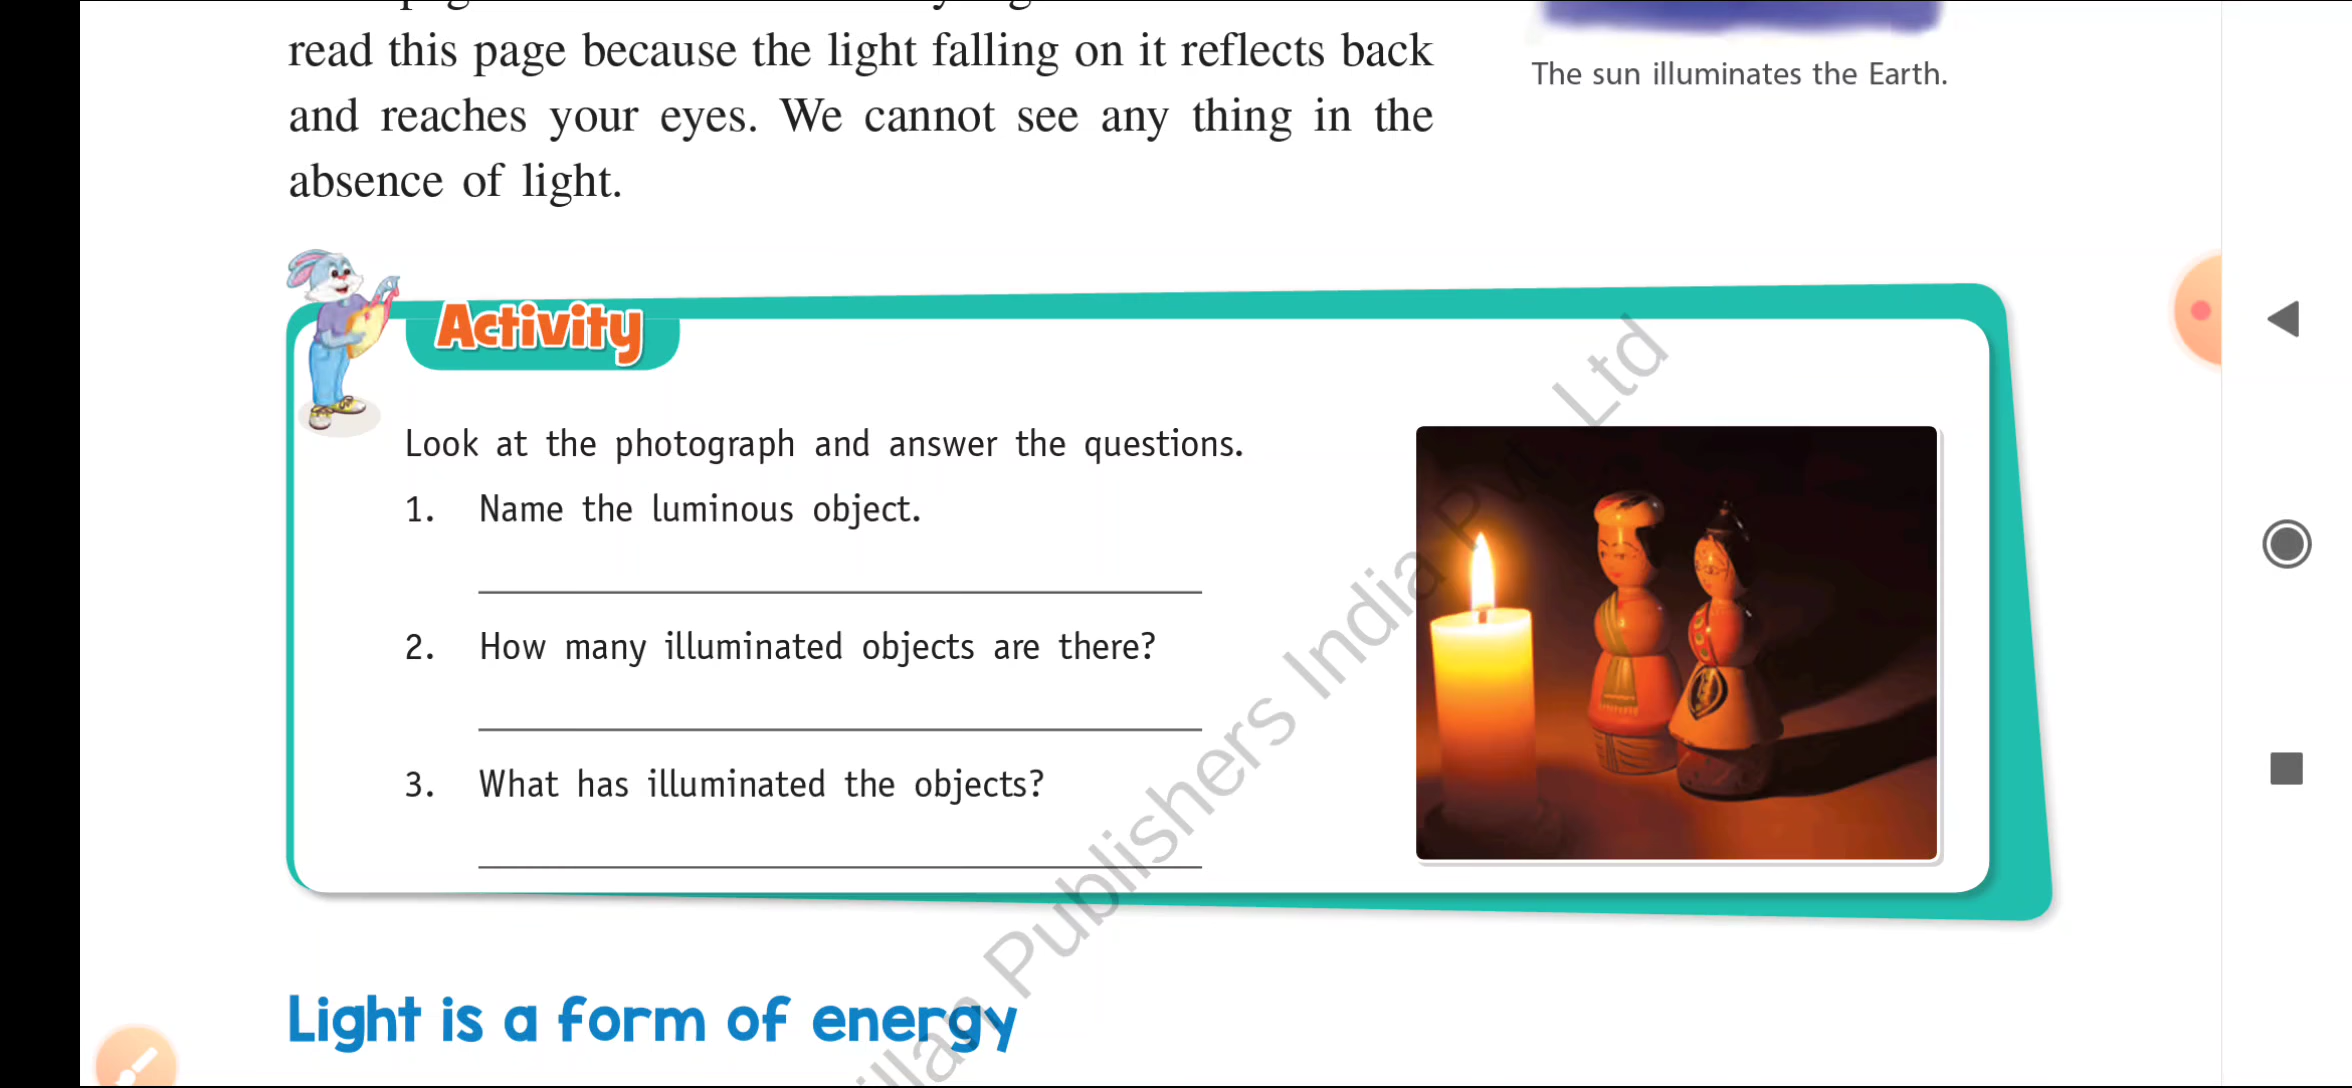 read this page because the light falling on it reflects back
and reaches your eyes. We cannot see any thing in the
absence of light.
The sun illuminates the Earth.
Activity
Look at the photograph and answer the questions.
1. Name the luminous object.
2. How many illuminated objects are there?
3. What has illuminated the objects?
Light is a form of energy
Publishers India Pvt Ltd